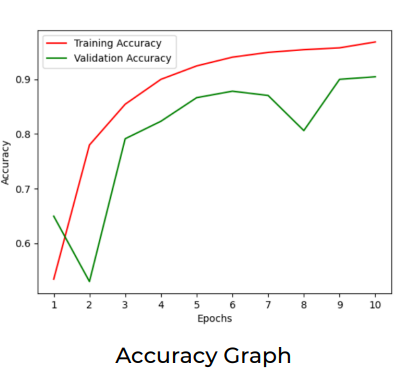 Training Accuracy
Validation Accuracy
0.9
0.8
0.7
0.6
Accuracy
1 2 3 4 5 6 7 8 9 10
Epochs
Accuracy Graph